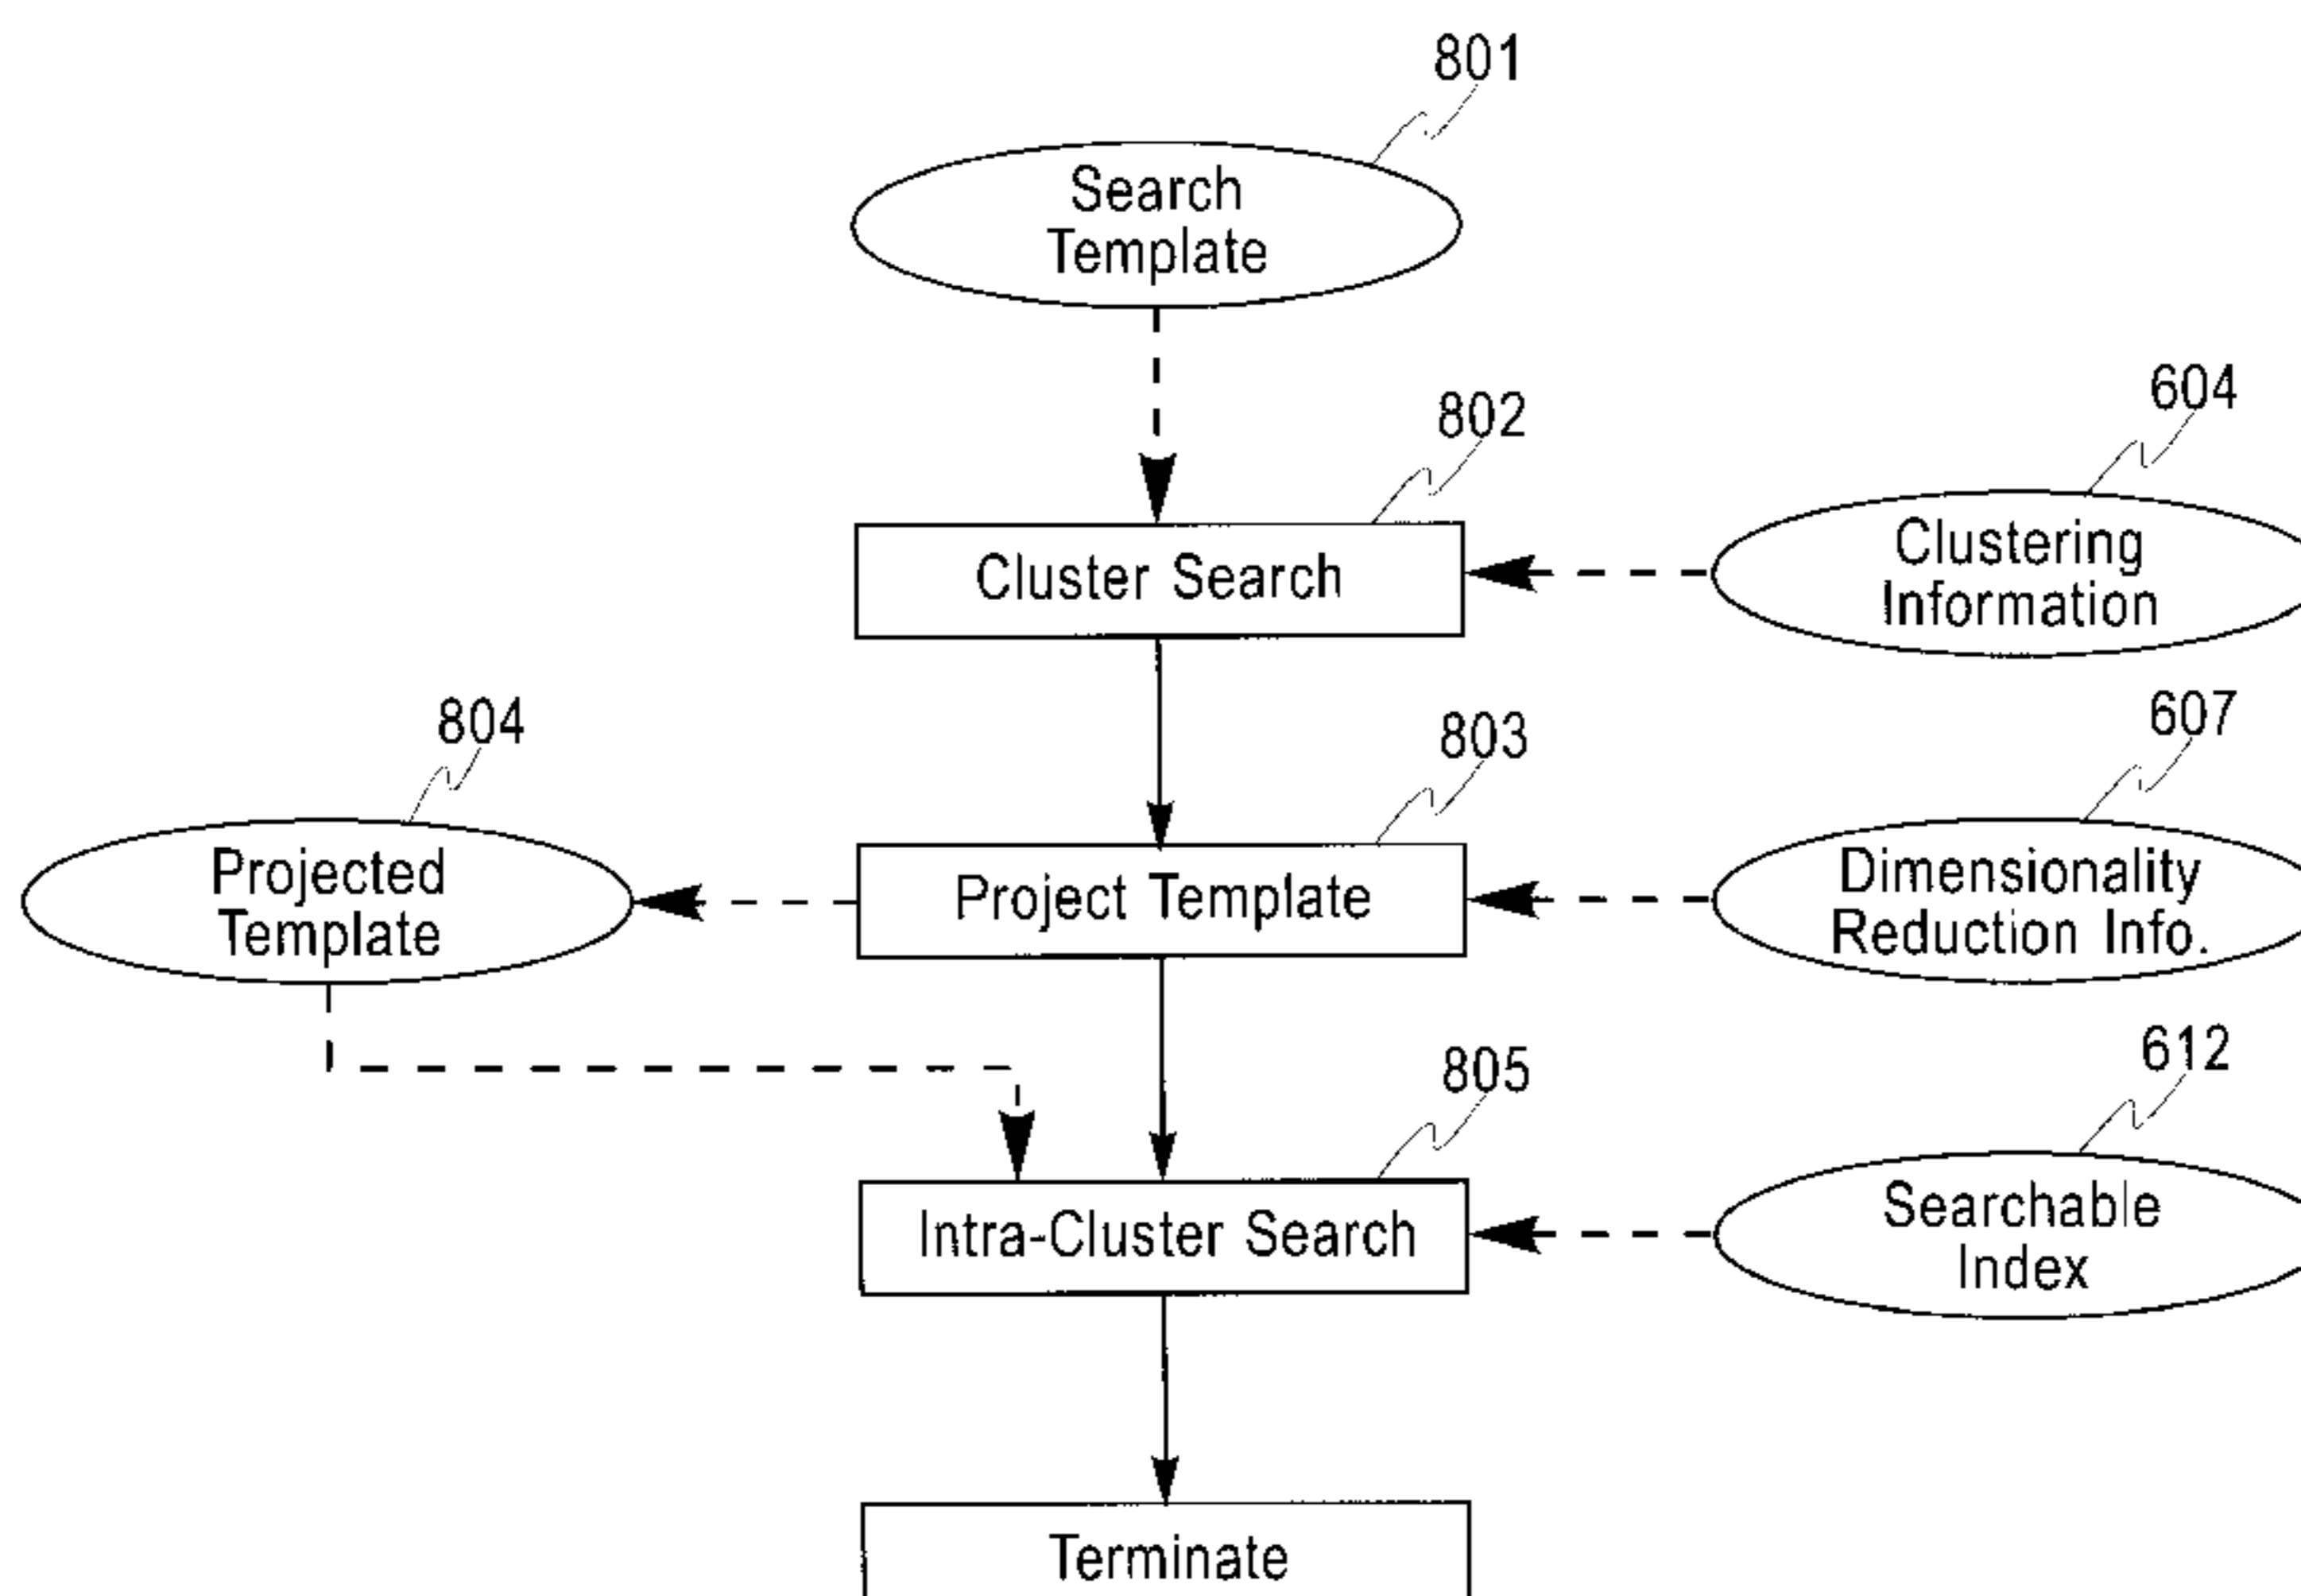 801
Search
Template
802
604
Cluster Search
Clustering
Information
804
803
607
Projected
Template
Project Template
Dimensionality
Reduction Info.
805
612
Intra-Cluster Search
Searchable
Index
Terminate